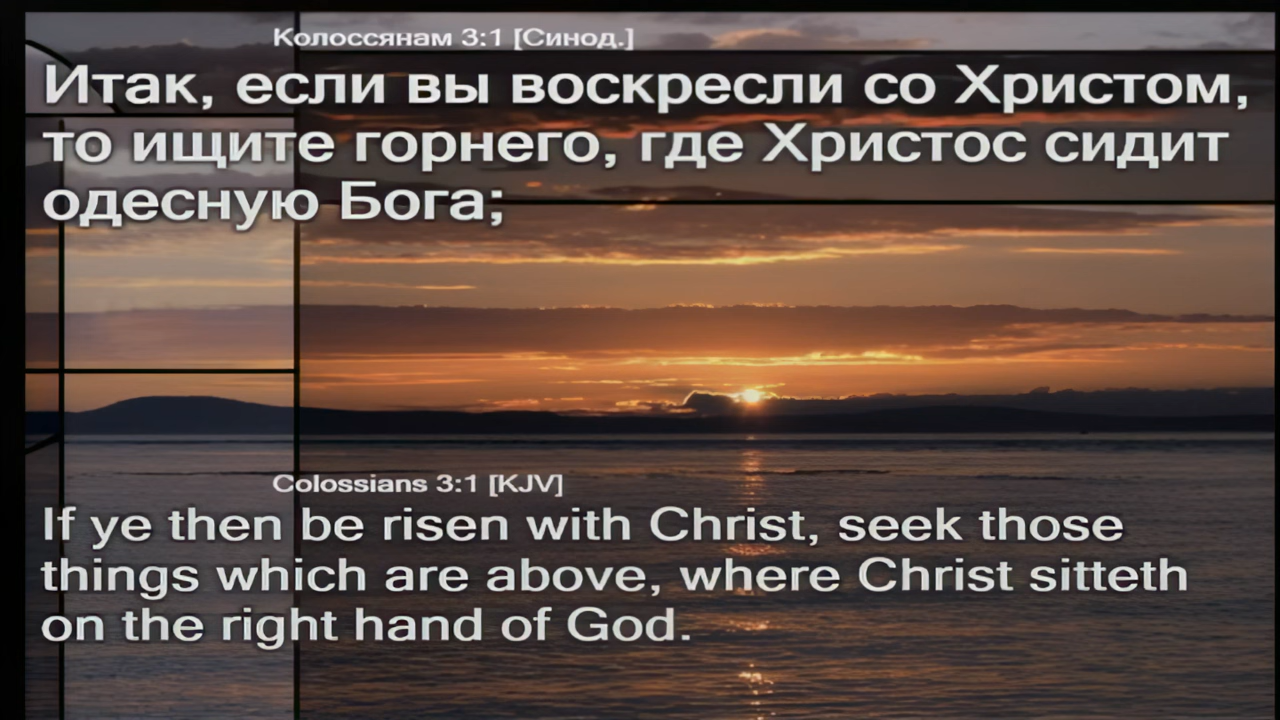 Колоссянам 3:1 [Синод.]
Итак, если вы воскресли со Христом,
то ищите горнего, где Христос сидит
одесную Бога;
Colossians 3:1 [KJV]
If ye then be risen with Christ, seek those
things which are above, where Christ sitteth
on the right hand of God.